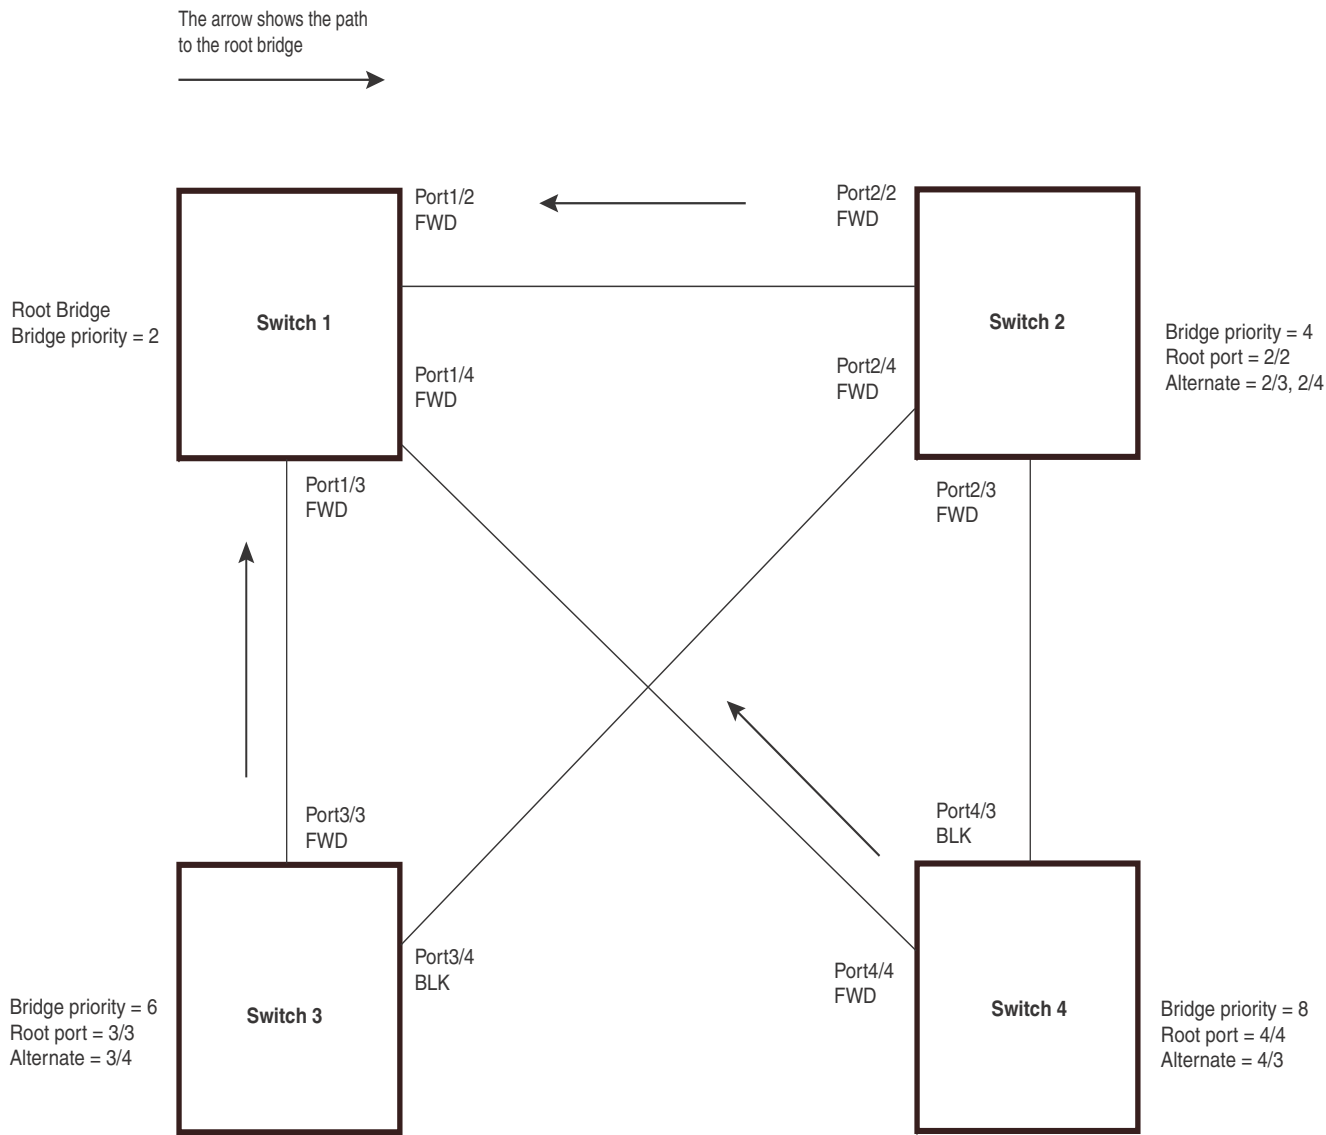 The arrow shows the path
to the root bridge
Port1/2
FWD
Port2/2
FWD
Root Bridge
Bridge priority = 2
Switch 1
Switch 2
Bridge priority = 4
Root port = 2/2
Alternate = 2/3, 2/4
Port1/4
FWD
Port2/4
FWD
Port1/3
FWD
Port2/3
FWD
Port3/3
FWD
Port4/3
BLK
Port3/4
BLK
Port4/4
FWD
Bridge priority = 6
Root port = 3/3
Alternate = 3/4
Switch 3
Switch 4
Bridge priority = 8
Root port = 4/4
Alternate = 4/3